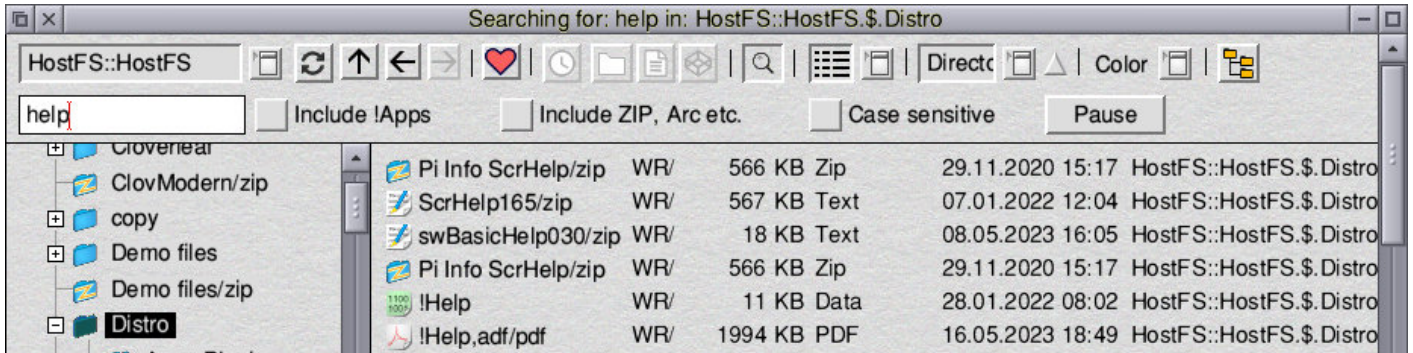 Searching for: help in: HostFS::HostFS.$.Distro
HostFS::HostFS Directo Color
help Include !Apps Include ZIP, Arc etc. Case sensitive Pause
Cloverleaf
ClovModern/zip
copy
Demo files
Demo files/zip
Distro
Pi Info ScrHelp/zip WR/ 566 KB Zip 29.11.2020 15:17 HostFS::HostFS.$.Distro
ScrHelp165/zip WR/ 567 KB Text 07.01.2022 12:04 HostFS::HostFS.$.Distro
swBasicHelp030/zip WR/ 18 KB Text 08.05.2023 16:05 HostFS::HostFS.$.Distro
Pi Info ScrHelp/zip WR/ 566 KB Zip 29.11.2020 15:17 HostFS::HostFS.$.Distro
!Help WR/ 11 KB Data 28.01.2022 08:02 HostFS::HostFS.$.Distro
!Help,adf/pdf WR/ 1994 KB PDF 16.05.2023 18:49 HostFS::HostFS.$.Distro